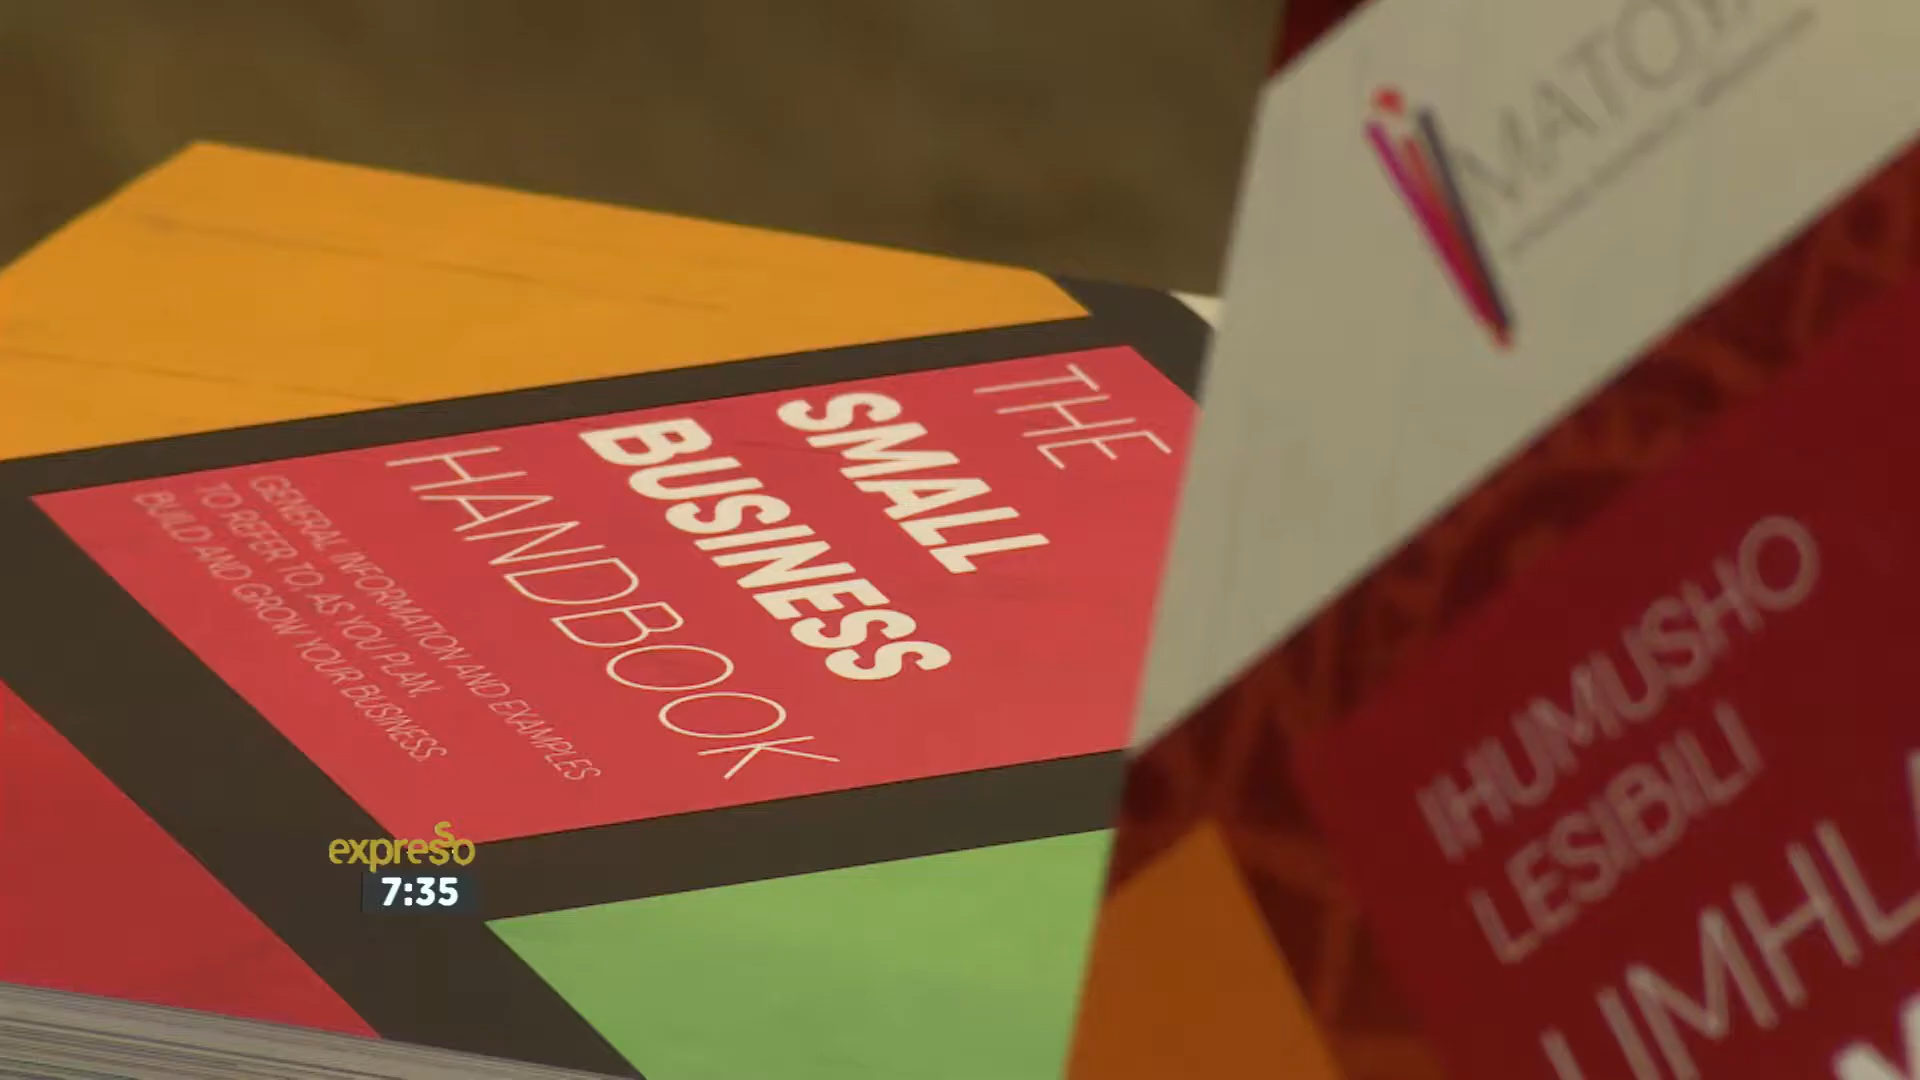 THE
SMALL
BUSINESS
HANDBOOK
GENERAL INFORMATION AND EXAMPLES
TO REFER TO, AS YOU PLAN,
BUILD AND GROW YOUR BUSINESS
IHUMUSHO
LESIBILI
expresso
7:35